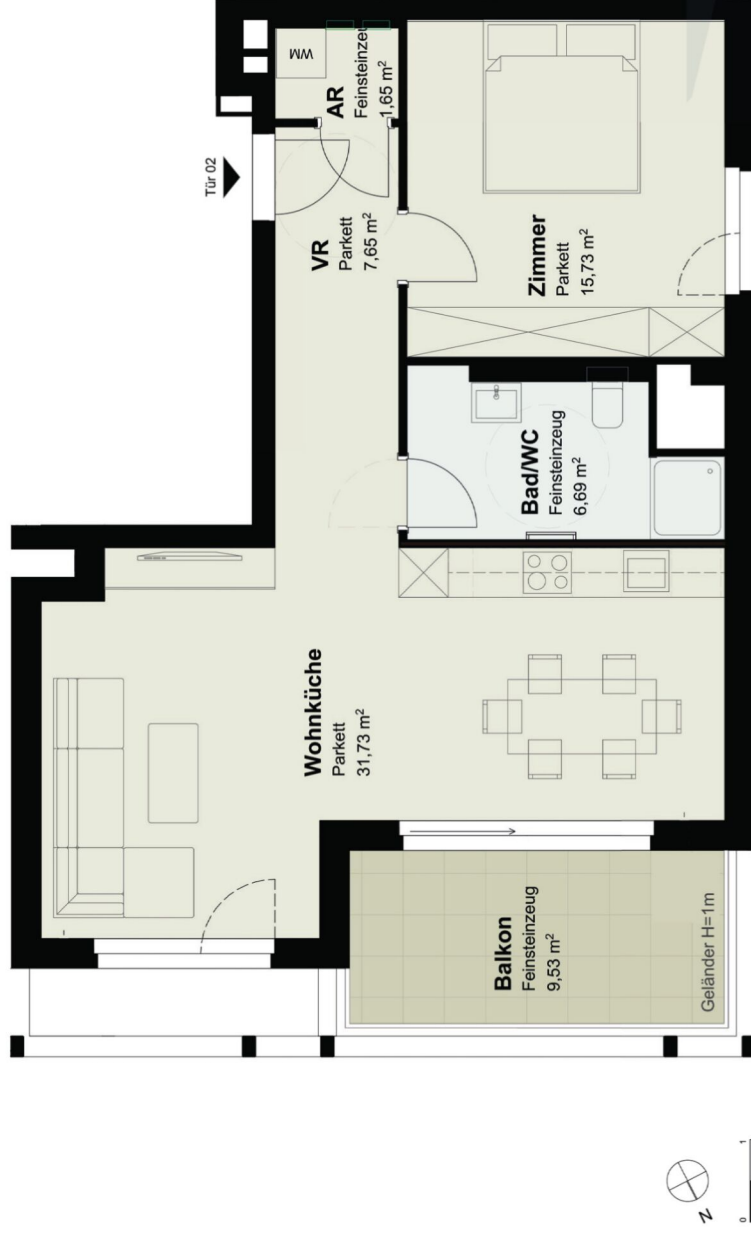 Tür 02
WM
AR
Feinsteinzeu
1,65 m²
VR
Parkett
7,65 m²
Zimmer
Parkett
15,73 m²
Bad/WC
Feinsteinzeug
6,69 m²
Wohnküche
Parkett
31,73 m²
Balkon
Feinsteinzeug
9,53 m²
Geländer H=1m
N
0
1